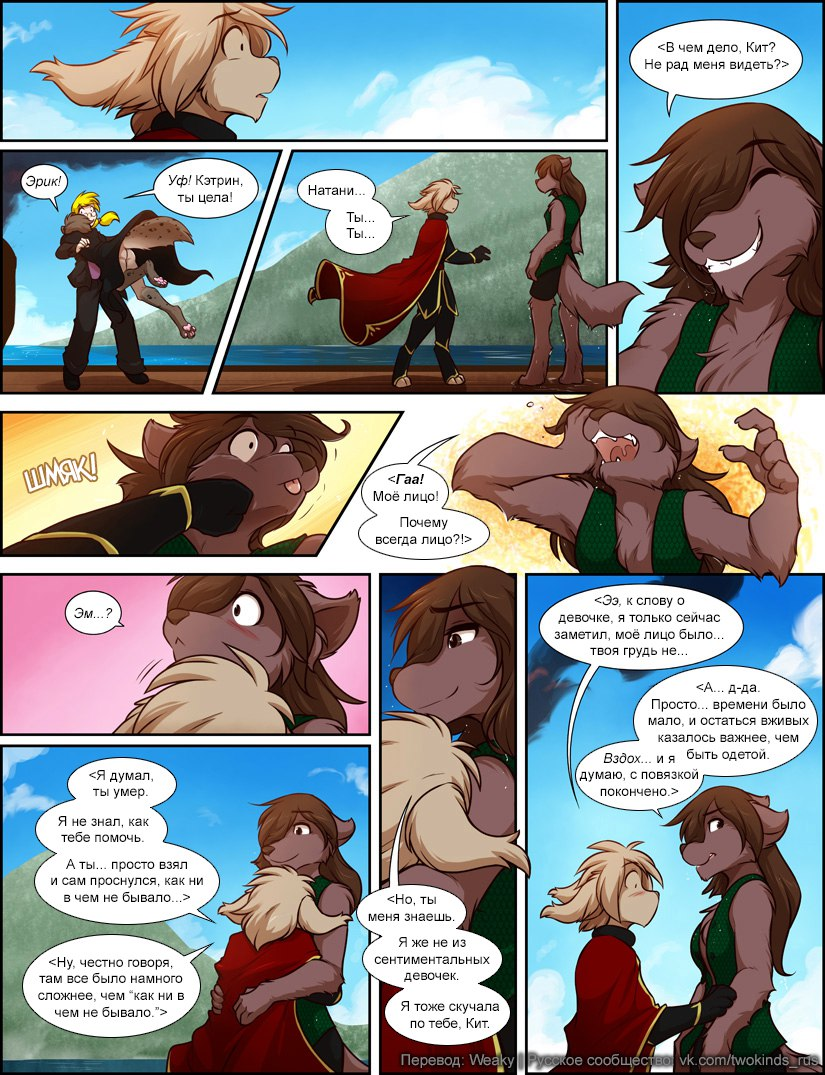 <В чем дело, Кит?
Не рад меня видеть?>
Эрик!
Уф! Кэтрин,
ты цела!
Натани...
Ты...
Ты...
ШМЯК!
<Гаа!
Моё лицо!
Почему
всегда лицо?!>
Эм...?
<Я думал,
ты умер.
Я не знал, как
тебе помочь.
А ты... просто взял
и сам проснулся, как ни
в чем не бывало...>
<Ну, честно говоря,
там все было намного
сложнее, чем “как ни в
чем не бывало.”>
<Но, ты
меня знаешь.
Я же не из
сентиментальных
девочек.
Я тоже скучала
по тебе, Кит.
<Ээ, к слову о
девочке, я только сейчас
заметил, моё лицо было...
твоя грудь не...
<А... д-да.
Просто... времени было
мало, и остаться вживых
казалось важнее, чем
быть одетой.
Вздох... и я
думаю, с повязкой
покончено.>
Перевод: Weaky | Русское сообщество: vk.com/twokinds_rus